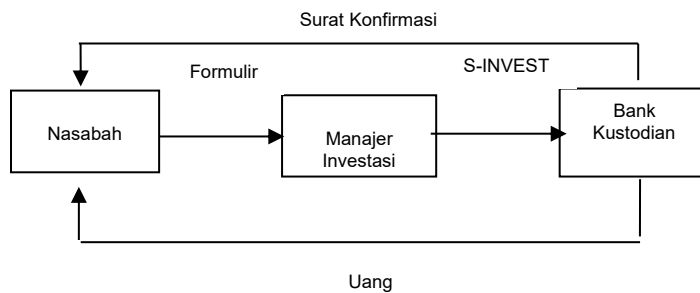 Surat Konfirmasi
Formulir
S-INVEST
Nasabah
Manajer
Investasi
Bank
Kustodian
Uang